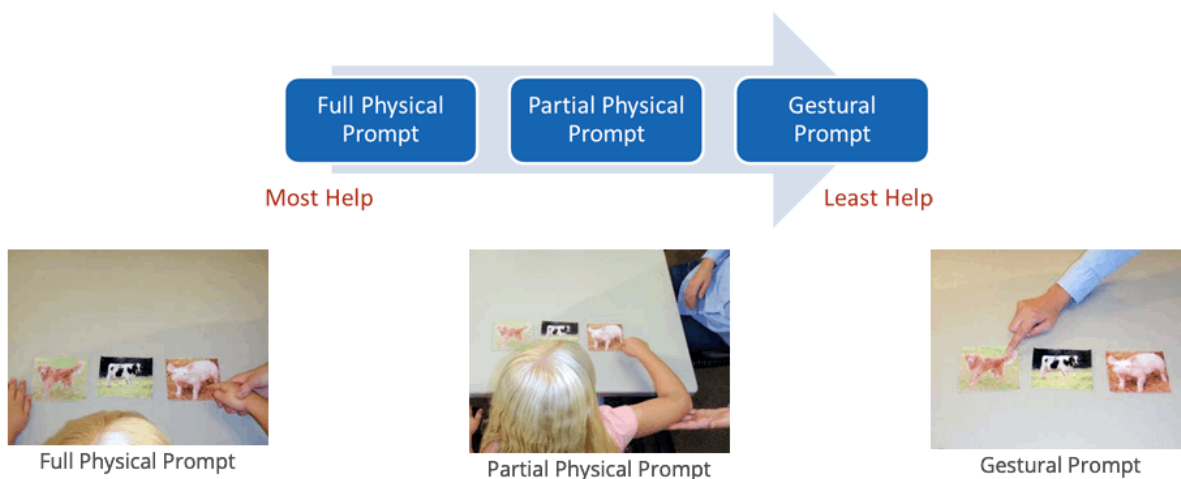 Full Physical
Prompt
Partial Physical
Prompt
Gestural
Prompt
Most Help
Least Help
Full Physical Prompt
Partial Physical Prompt
Gestural Prompt